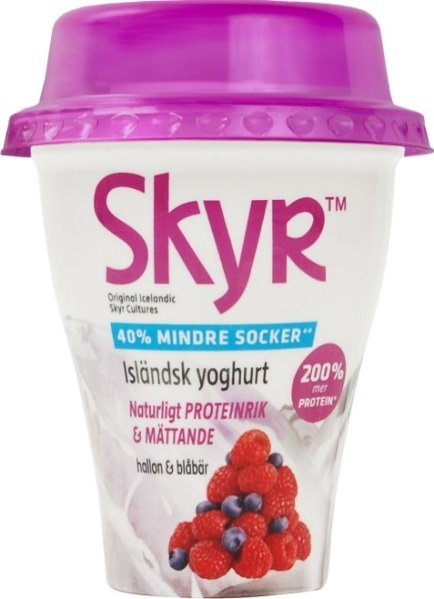 Skyr™
Original Icelandic
Skyr Cultures
40% MINDRE SOCKER**
Isländsk yoghurt
200%
mer
PROTEIN*
Naturligt PROTEINRIK
& MÄTTANDE
hallon & blåbär